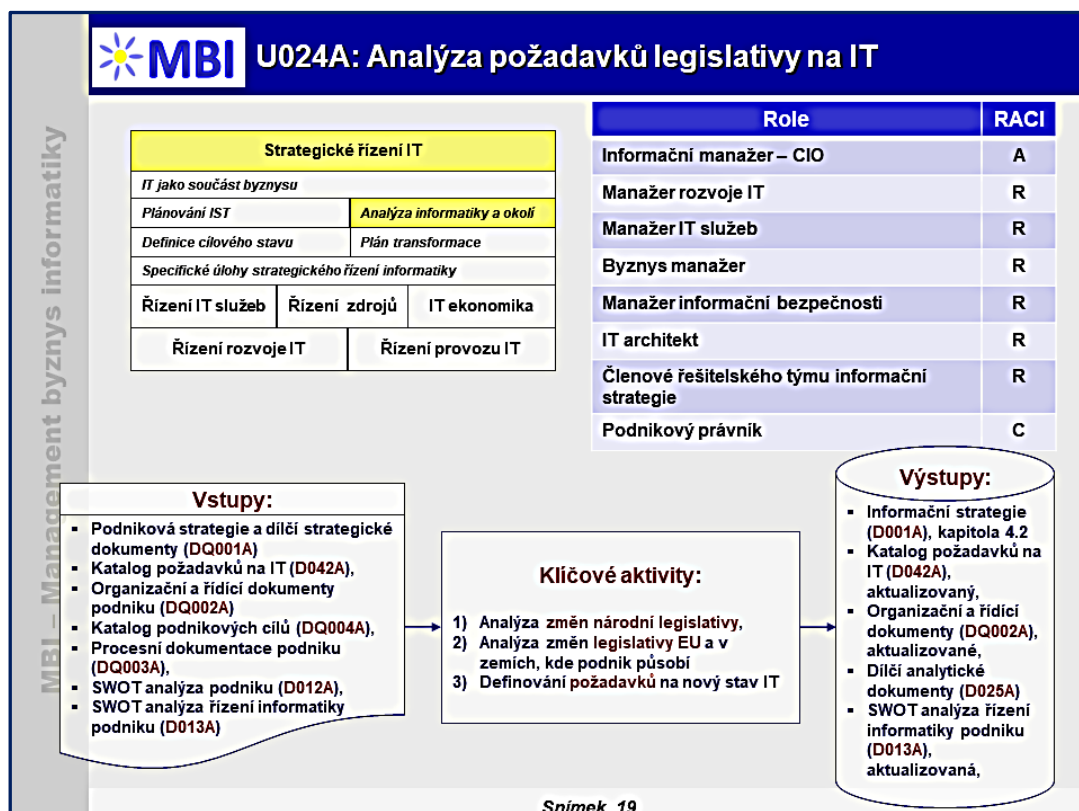 MBI
U024A: Analýza požadavků legislativy na IT
MBI – Management byznys informatiky
Strategické řízení IT
IT jako součást byznysu
Plánování IST
Analýza informatiky a okolí
Definice cílového stavu
Plán transformace
Specifické úlohy strategického řízení informatiky
Řízení IT služeb
Řízení zdrojů
IT ekonomika
Řízení rozvoje IT
Řízení provozu IT
Role RACI
Informační manažer – CIO A
Manažer rozvoje IT R
Manažer IT služeb R
Byznys manažer R
Manažer informační bezpečnosti R
IT architekt R
Členové řešitelského týmu informační
strategie R
Podnikový právník C
Vstupy:
▪ Podniková strategie a dílčí strategické
dokumenty (DQ001A)
▪ Katalog požadavků na IT (D042A),
▪ Organizační a řídící dokumenty
podniku (DQ002A)
▪ Katalog podnikových cílů (DQ004A),
▪ Procesní dokumentace podniku
(DQ003A),
▪ SWOT analýza podniku (D012A),
▪ SWOT analýza řízení informatiky
podniku (D013A)
Klíčové aktivity:
1) Analýza změn národní legislativy,
2) Analýza změn legislativy EU a v
zemích, kde podnik působí
3) Definování požadavků na nový stav IT
Výstupy:
▪ Informační strategie
(D001A), kapitola 4.2
▪ Katalog požadavků na
IT (D042A),
aktualizovaný,
▪ Organizační a řídící
dokumenty (DQ002A),
aktualizované,
▪ Dílčí analytické
dokumenty (D025A)
▪ SWOT analýza řízení
informatiky podniku
(D013A),
aktualizovaná,
Snímek 19